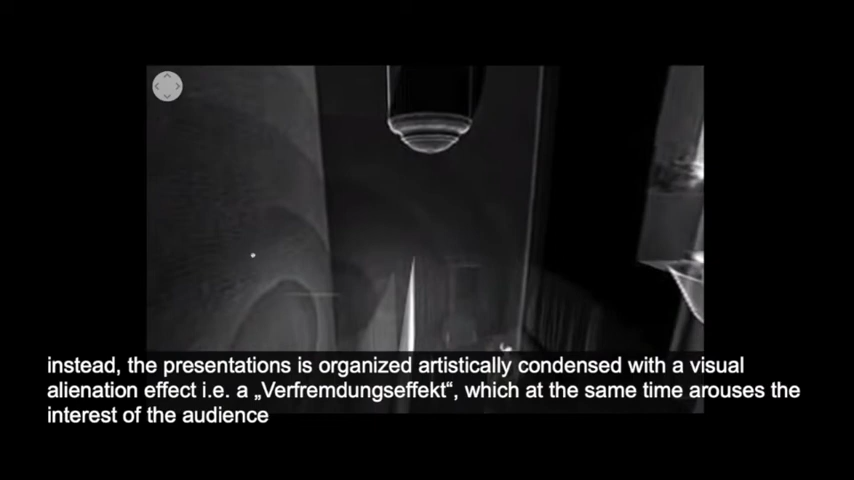 instead, the presentations is organized artistically condensed with a visual
alienation effect i.e. a „Verfremdungseffekt“, which at the same time arouses the
interest of the audience